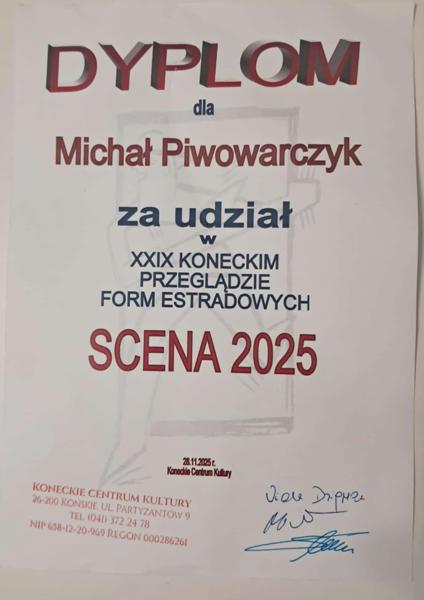 DYPLOM
dla
Michał Piwowarczyk
za udział
w
XXIX KONECKIM
PRZEGLĄDZIE
FORM ESTRADOWYCH
SCENA 2025
28.11.2025 r.
Koneckie Centrum Kultury
KONECKIE CENTRUM KULTURY
26-200 KOŃSKIE, UL. PARTYZANTÓW 9
TEL. (041) 372 24 78
NIP 658-12-20-969 REGON 000286261